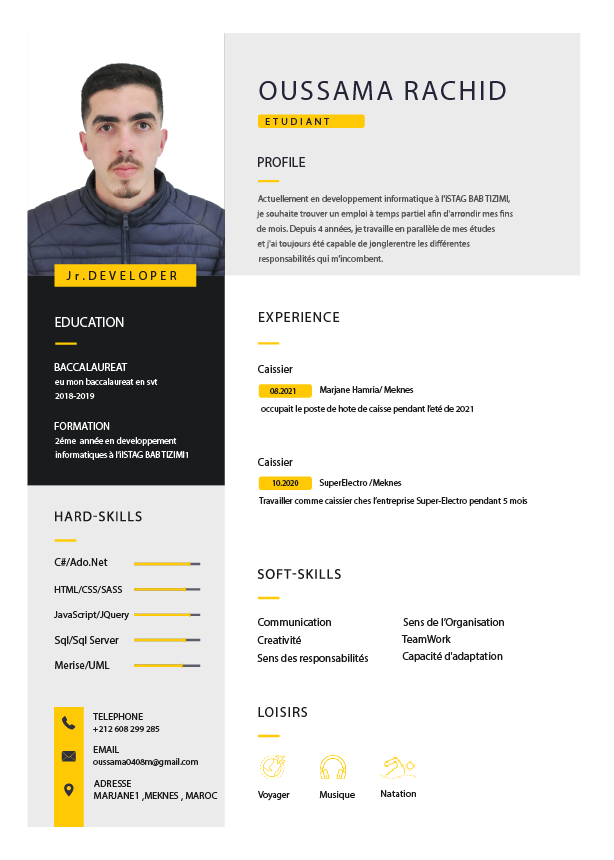 OUSSAMA RACHID
ETUDIANT
PROFILE
Actuellement en developpement informatique à l'ISTAG BAB TIZIMI,
je souhaite trouver un emploi à temps partiel afin d'arrondir mes fins
de mois. Depuis 4 années, je travaille en parallèle de mes études
et j'ai toujours été capable de jonglerentre les différentes
responsabilités qui m'incombent.
Jr.DEVELOPER
EDUCATION
BACCALAUREAT
eu mon baccalaureat en svt
2018-2019
FORMATION
2éme année en developpement
informatiques à l'iISTAG BAB TIZIMI1
HARD-SKILLS
C#/Ado.Net
HTML/CSS/SASS
JavaScript/JQuery
Sql/Sql Server
Merise/UML
TELEPHONE
+212 608 299 285
EMAIL
oussama0408m@gmail.com
ADRESSE
MARJANE1 ,MEKNES , MAROC
EXPERIENCE
Caissier
08.2021 Marjane Hamria/ Meknes
occupait le poste de hote de caisse pendant l'eté de 2021
Caissier
10.2020 SuperElectro /Meknes
Travailler comme caissier ches l'entreprise Super-Electro pendant 5 mois
SOFT-SKILLS
Communication Sens de l'Organisation
Creativité TeamWork
Sens des responsabilités Capacité d'adaptation
LOISIRS
Voyager Musique Natation